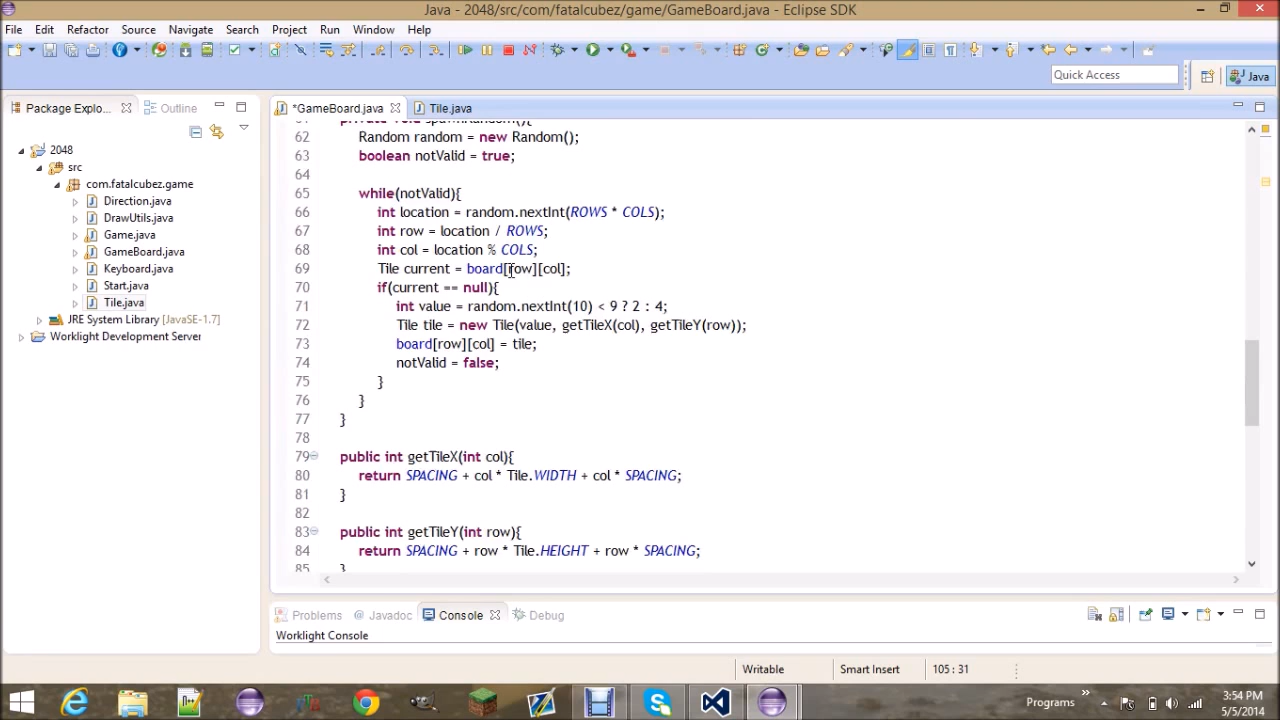 Java - 2048/src/com/fatalcubez/game/GameBoard.java - Eclipse SDK
File Edit Refactor Source Navigate Search Project Run Window Help
Quick Access
Java
Package Explo...
Outline
*GameBoard.java
Tile.java
2048
src
com.fatalcubez.game
Direction.java
DrawUtils.java
Game.java
GameBoard.java
Keyboard.java
Start.java
Tile.java
JRE System Library [JavaSE-1.7]
Worklight Development Server
61 private void spawnRandom(){
62 Random random = new Random();
63 boolean notValid = true;
64
65 while(notValid){
66 int location = random.nextInt(ROWS * COLS);
67 int row = location / ROWS;
68 int col = location % COLS;
69 Tile current = board[row][col];
70 if(current == null){
71 int value = random.nextInt(10) < 9 ? 2 : 4;
72 Tile tile = new Tile(value, getTileX(col), getTileY(row));
73 board[row][col] = tile;
74 notValid = false;
75 }
76 }
77 }
78
79 public int getTileX(int col){
80 return SPACING + col * Tile.WIDTH + col * SPACING;
81 }
82
83 public int getTileY(int row){
84 return SPACING + row * Tile.HEIGHT + row * SPACING;
85 }
Problems @ Javadoc Console Debug
Worklight Console
Writable Smart Insert 105 : 31
Programs
3:54 PM
5/5/2014